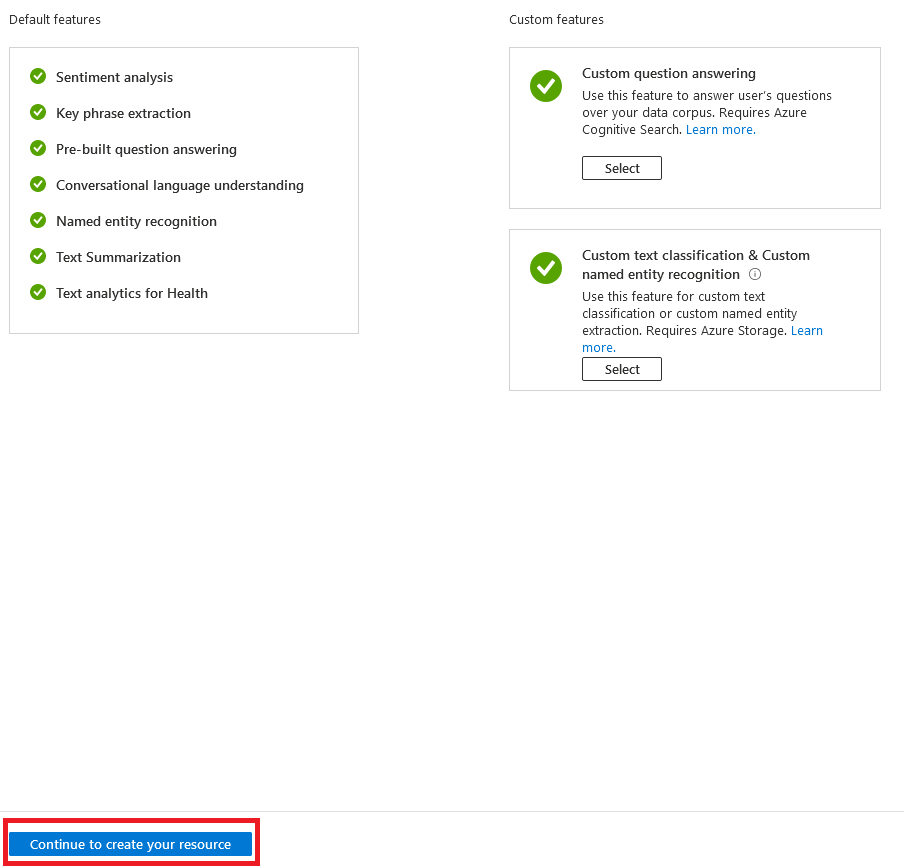 Default features
Sentiment analysis
Key phrase extraction
Pre-built question answering
Conversational language understanding
Named entity recognition
Text Summarization
Text analytics for Health
Custom features
Custom question answering
Use this feature to answer user's questions
over your data corpus. Requires Azure
Cognitive Search. Learn more.
Select
Custom text classification & Custom
named entity recognition
Use this feature for custom text
classification or custom named entity
extraction. Requires Azure Storage. Learn
more.
Select
Continue to create your resource